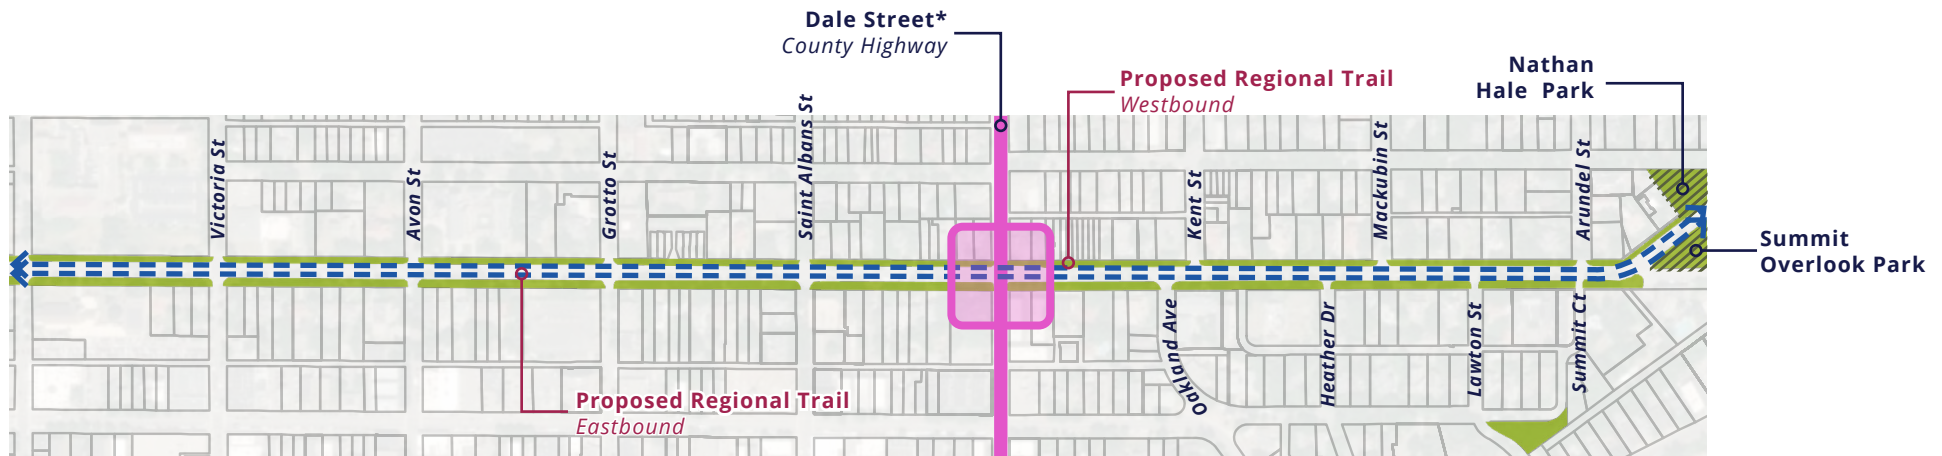 Dale Street*
County Highway
Proposed Regional Trail
Westbound
Nathan
Hale Park
Victoria St
Avon St
Grotto St
Saint Albans St
Kent St
Mackubin St
Arundel St
Summit
Overlook Park
Oakland Ave
Heather Dr
Lawton St
Summit Ct
Proposed Regional Trail
Eastbound